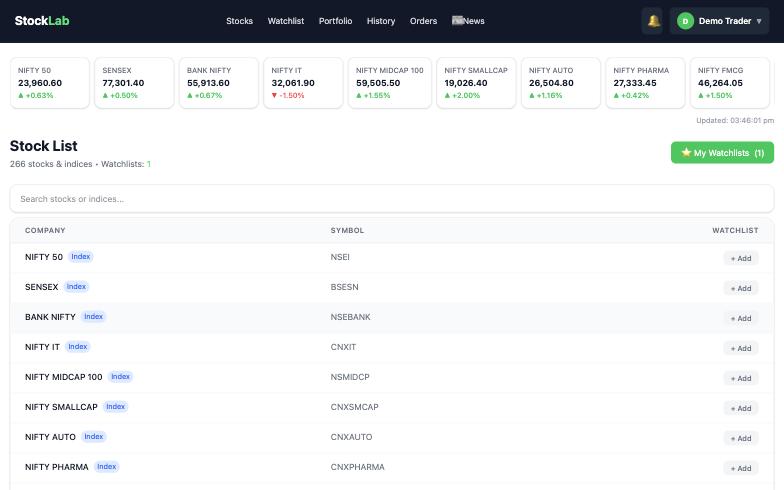 StockLab
Stocks Watchlist Portfolio History Orders News
D Demo Trader
NIFTY 50
23,960.60
▲ +0.63%
SENSEX
77,301.40
▲ +0.50%
BANK NIFTY
55,913.60
▲ +0.67%
NIFTY IT
32,061.90
▼ -1.50%
NIFTY MIDCAP 100
59,505.50
▲ +1.55%
NIFTY SMALLCAP
19,026.40
▲ +2.00%
NIFTY AUTO
26,504.80
▲ +1.16%
NIFTY PHARMA
27,333.45
▲ +0.42%
NIFTY FMCG
46,264.05
▲ +1.50%
Updated: 03:46:01 pm
Stock List
266 stocks & indices • Watchlists: 1
My Watchlists (1)
Search stocks or indices...
COMPANY SYMBOL WATCHLIST
NIFTY 50 Index NSEI + Add
SENSEX Index BSESN + Add
BANK NIFTY Index NSEBANK + Add
NIFTY IT Index CNXIT + Add
NIFTY MIDCAP 100 Index NSMIDCP + Add
NIFTY SMALLCAP Index CNXSMCAP + Add
NIFTY AUTO Index CNXAUTO + Add
NIFTY PHARMA Index CNXPHARMA + Add